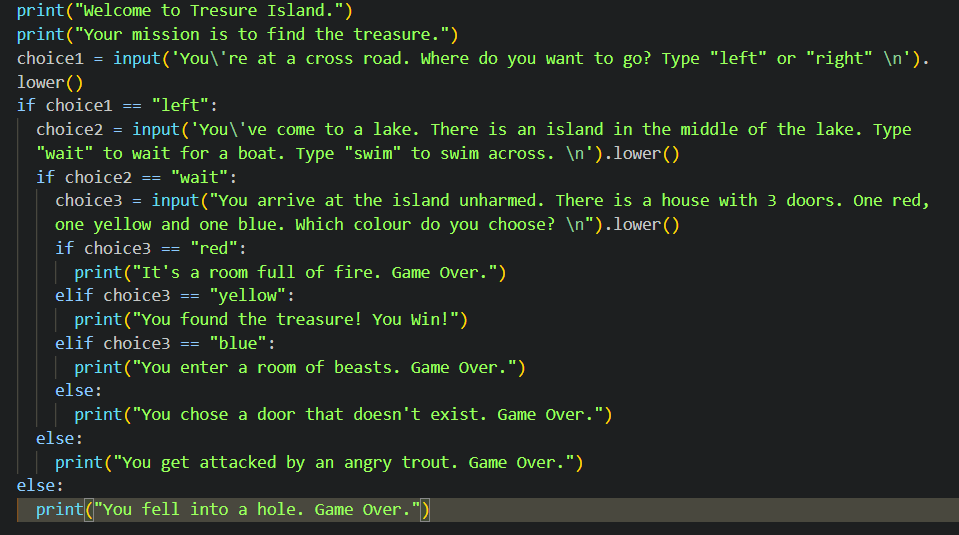 print("Welcome to Tresure Island.")
print("Your mission is to find the treasure.")
choice1 = input('You\'re at a cross road. Where do you want to go? Type "left" or "right" \n').
lower()
if choice1 == "left":
choice2 = input('You\'ve come to a lake. There is an island in the middle of the lake. Type
"wait" to wait for a boat. Type "swim" to swim across. \n').lower()
if choice2 == "wait":
choice3 = input("You arrive at the island unharmed. There is a house with 3 doors. One red,
one yellow and one blue. Which colour do you choose? \n").lower()
if choice3 == "red":
print("It's a room full of fire. Game Over.")
elif choice3 == "yellow":
print("You found the treasure! You Win!")
elif choice3 == "blue":
print("You enter a room of beasts. Game Over.")
else:
print("You chose a door that doesn't exist. Game Over.")
else:
print("You get attacked by an angry trout. Game Over.")
else:
print("You fell into a hole. Game Over.")